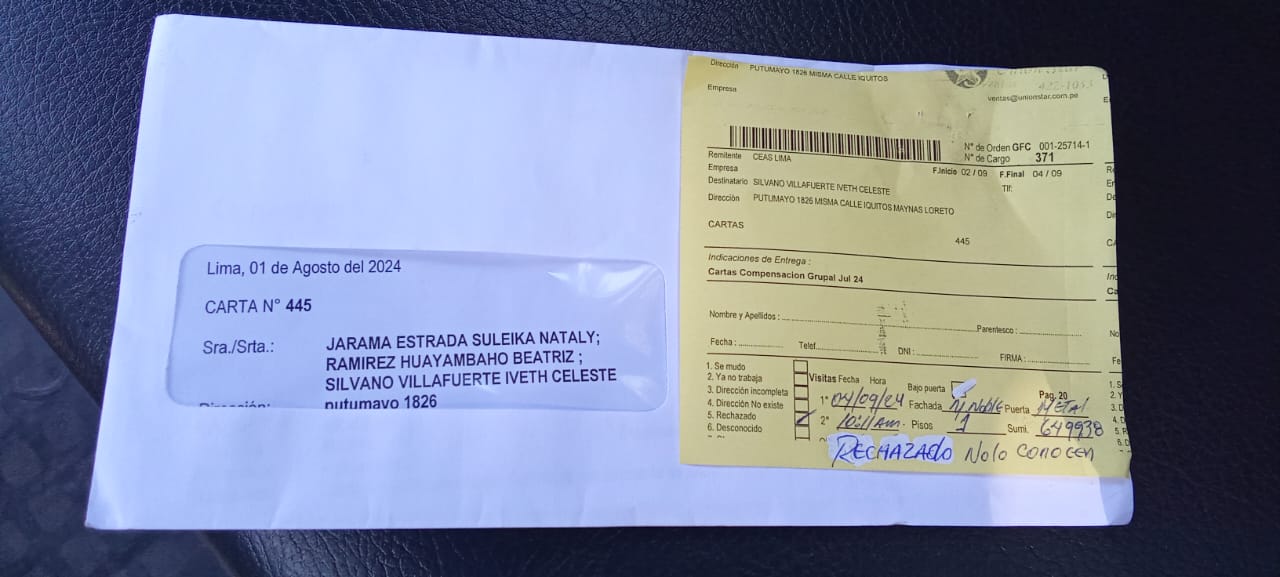 Lima, 01 de Agosto del 2024
CARTA N° 445
Sra./Srta.: JARAMA ESTRADA SULEIKA NATALY;
RAMIREZ HUAYAMBAHO BEATRIZ ;
SILVANO VILLAFUERTE IVETH CELESTE
Dirección: putumayo 1826
Dirección PUTUMAYO 1826 MISMA CALLE IQUITOS
Empresa
ventas@unionstar.com.pe
N° de Orden GFC 001-25714-1
N° de Cargo 371
Remitente CEAS LIMA
Empresa
F.Inicio 02 / 09 F.Final 04 / 09
Destinatario SILVANO VILLAFUERTE IVETH CELESTE
Tlf:
Dirección PUTUMAYO 1826 MISMA CALLE IQUITOS MAYNAS LORETO
CARTAS
445
Indicaciones de Entrega :
Cartas Compensacion Grupal Jul 24
Nombre y Apellidos : Parentesco :
Fecha : Telef. DNI : FIRMA :
1. Se mudo
2. Ya no trabaja Visitas Fecha Hora Bajo puerta Pag. 20
3. Dirección incompleta 1° 04/09/24 Fachada M/Noble Puerta METAL
4. Dirección No existe
5. Rechazado 2° 10:11 am. Pisos 1 Sumi. 649938
6. Desconocido
RECHAZADO NO LO CONOCEN